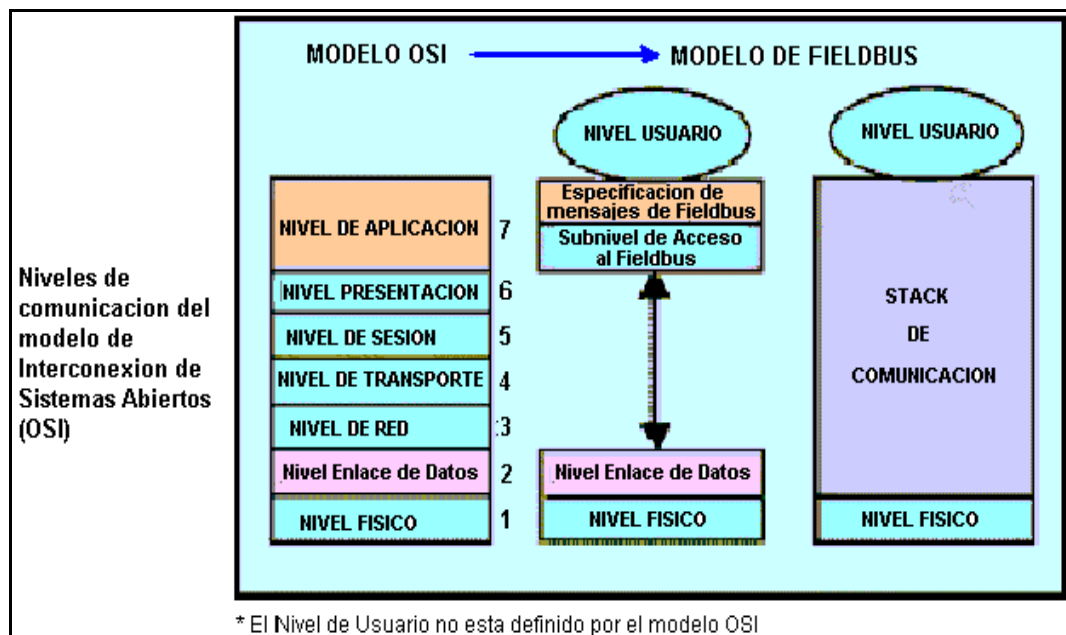 MODELO OSI
MODELO DE FIELDBUS
NIVEL USUARIO
NIVEL USUARIO
Niveles de
comunicacion del
modelo de
Interconexion de
Sistemas Abiertos
(OSI)
NIVEL DE APLICACION 7
NIVEL PRESENTACION 6
NIVEL DE SESION 5
NIVEL DE TRANSPORTE 4
NIVEL DE RED 3
Nivel Enlace de Datos 2
NIVEL FISICO 1
Especificacion de
mensajes de Fieldbus
Subnivel de Acceso
al Fieldbus
Nivel Enlace de Datos
NIVEL FISICO
STACK
DE
COMUNICACION
NIVEL FISICO
* El Nivel de Usuario no esta definido por el modelo OSI